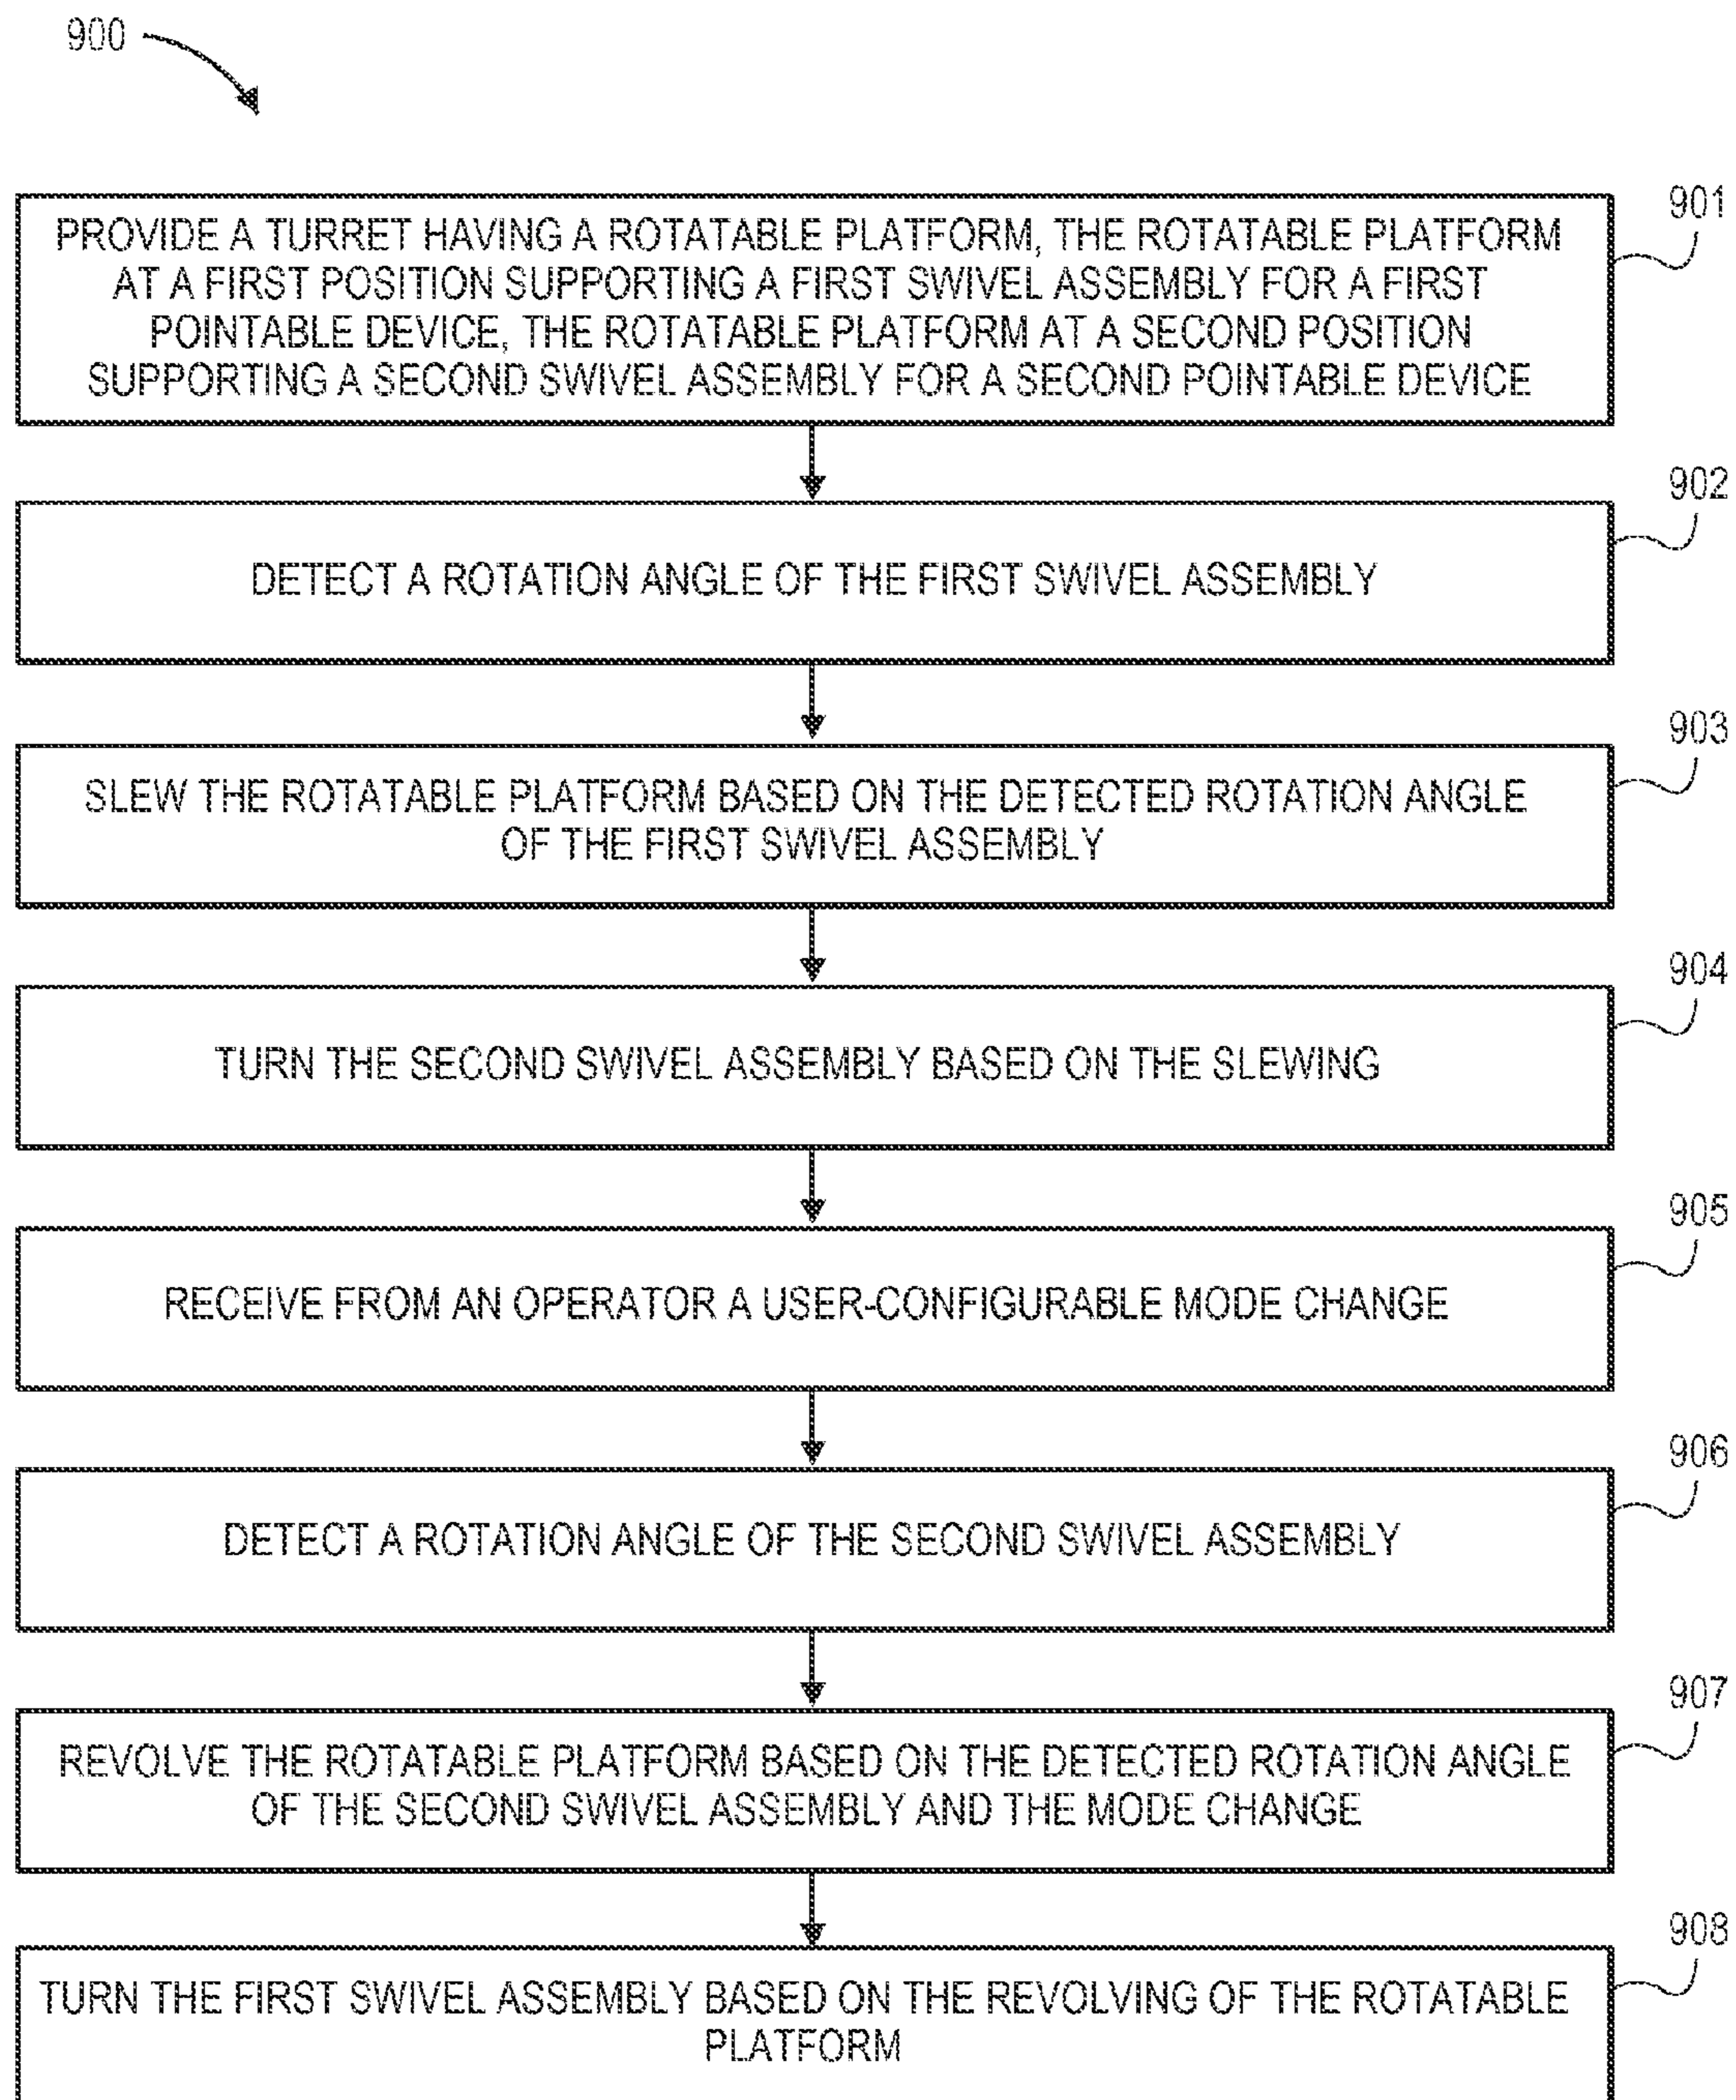 900
901
PROVIDE A TURRET HAVING A ROTATABLE PLATFORM, THE ROTATABLE PLATFORM
AT A FIRST POSITION SUPPORTING A FIRST SWIVEL ASSEMBLY FOR A FIRST
POINTABLE DEVICE, THE ROTATABLE PLATFORM AT A SECOND POSITION
SUPPORTING A SECOND SWIVEL ASSEMBLY FOR A SECOND POINTABLE DEVICE
902
DETECT A ROTATION ANGLE OF THE FIRST SWIVEL ASSEMBLY
903
SLEW THE ROTATABLE PLATFORM BASED ON THE DETECTED ROTATION ANGLE
OF THE FIRST SWIVEL ASSEMBLY
904
TURN THE SECOND SWIVEL ASSEMBLY BASED ON THE SLEWING
905
RECEIVE FROM AN OPERATOR A USER-CONFIGURABLE MODE CHANGE
906
DETECT A ROTATION ANGLE OF THE SECOND SWIVEL ASSEMBLY
907
REVOLVE THE ROTATABLE PLATFORM BASED ON THE DETECTED ROTATION ANGLE
OF THE SECOND SWIVEL ASSEMBLY AND THE MODE CHANGE
908
TURN THE FIRST SWIVEL ASSEMBLY BASED ON THE REVOLVING OF THE ROTATABLE
PLATFORM